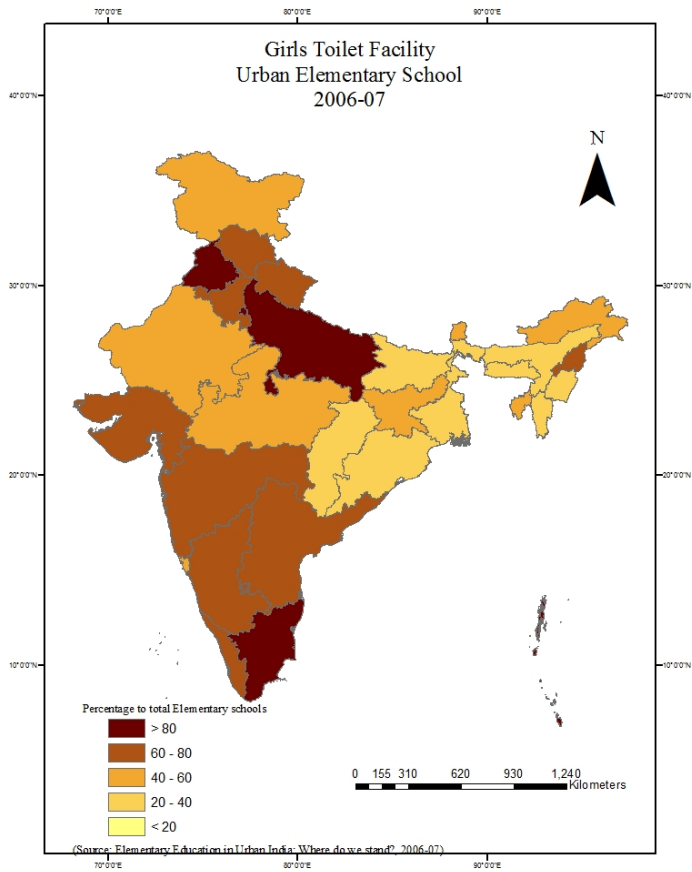 70°0'0"E 80°0'0"E 90°0'0"E
Girls Toilet Facility
Urban Elementary School
2006-07
40°0'0"N 40°0'0"N
N
30°0'0"N 30°0'0"N
20°0'0"N 20°0'0"N
10°0'0"N 10°0'0"N
Percentage to total Elementary schools
> 80
60 - 80
40 - 60
20 - 40
< 20
0 155 310 620 930 1,240
Kilometers
(Source: Elementary Education in Urban India: Where do we stand?, 2006-07)
70°0'0"E 80°0'0"E 90°0'0"E